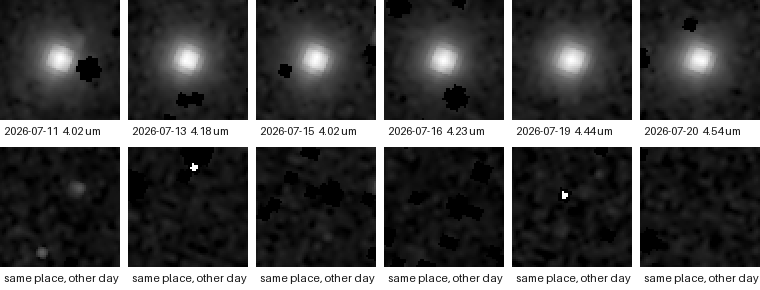 2026-07-11 4.02 um
2026-07-13 4.18 um
2026-07-15 4.02 um
2026-07-16 4.23 um
2026-07-19 4.44 um
2026-07-20 4.54 um
same place, other day
same place, other day
same place, other day
same place, other day
same place, other day
same place, other day